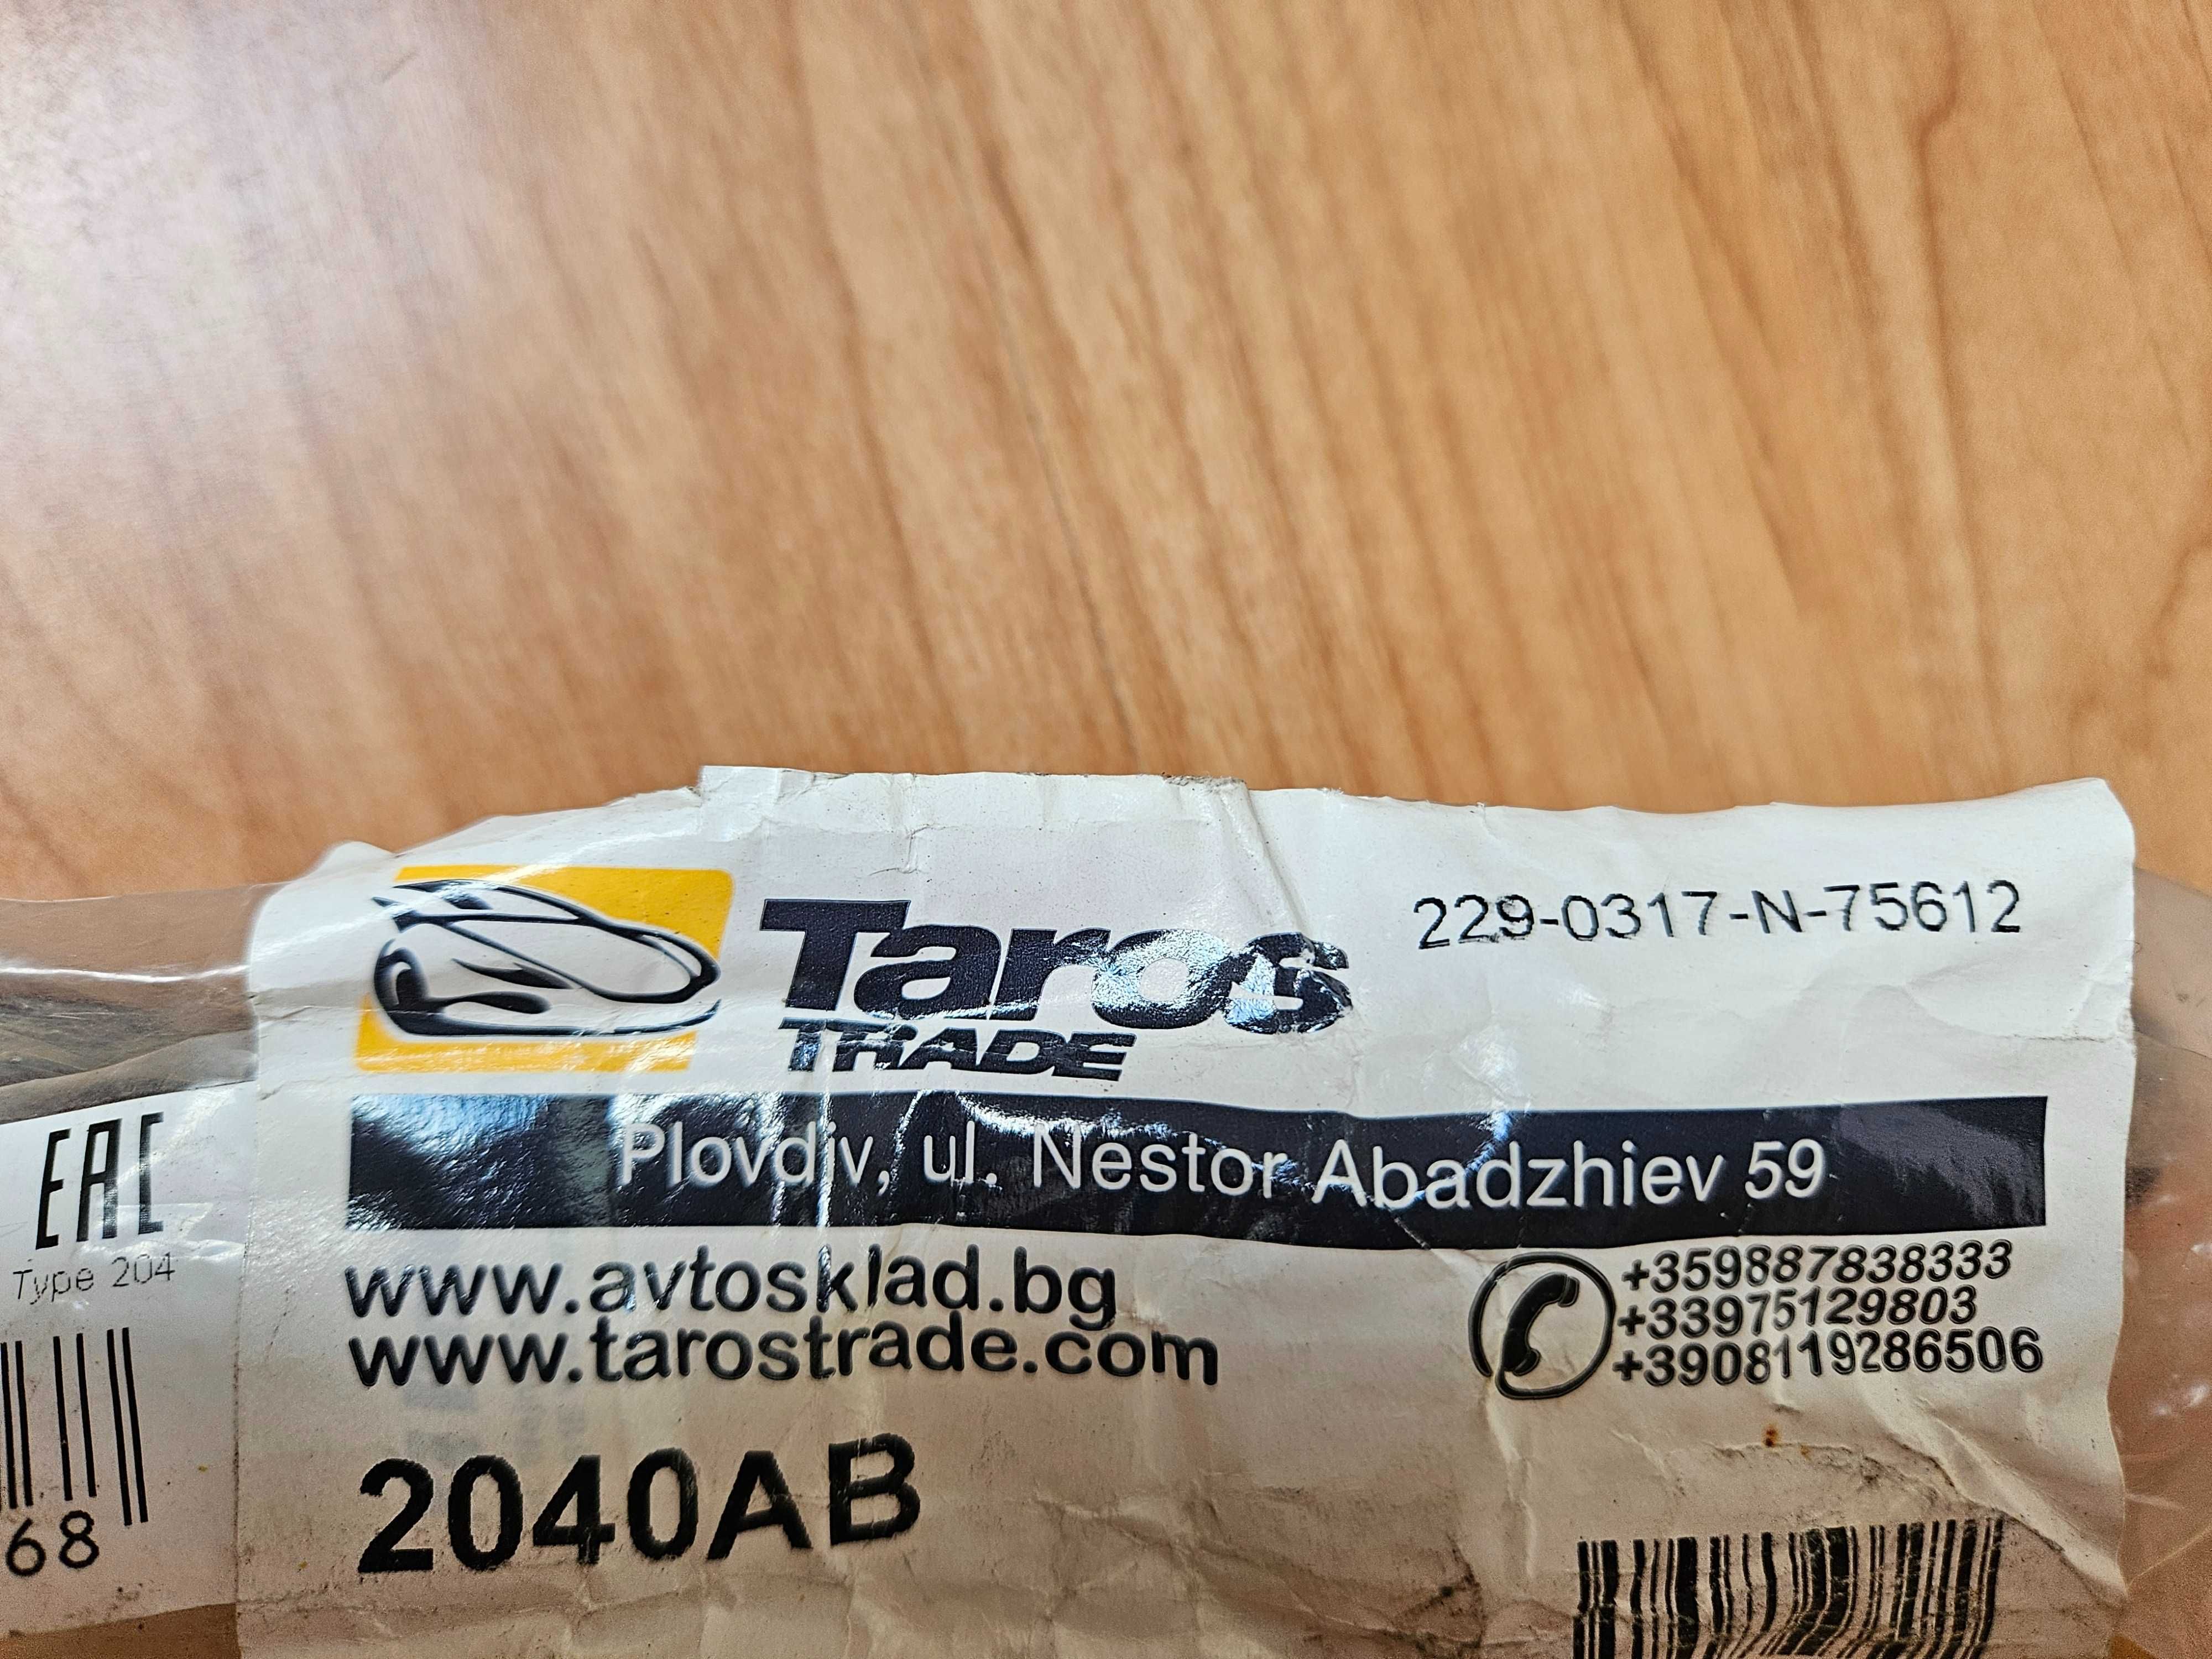 Taros
TRADE
229-0317-N-75612
Plovdiv, ul. Nestor Abadzhiev 59
www.avtosklad.bg
www.tarostrade.com
+359887838333
+33975129803
+3908119286506
2040AB
EAC
Type 204
68